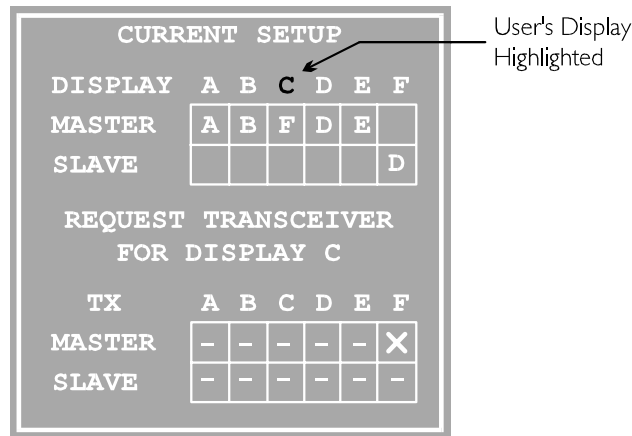 CURRENT SETUP
User's Display
Highlighted
DISPLAY A B C D E F
MASTER A B F D E
SLAVE D
REQUEST TRANSCEIVER
FOR DISPLAY C
TX A B C D E F
MASTER - - - - - X
SLAVE - - - - - -